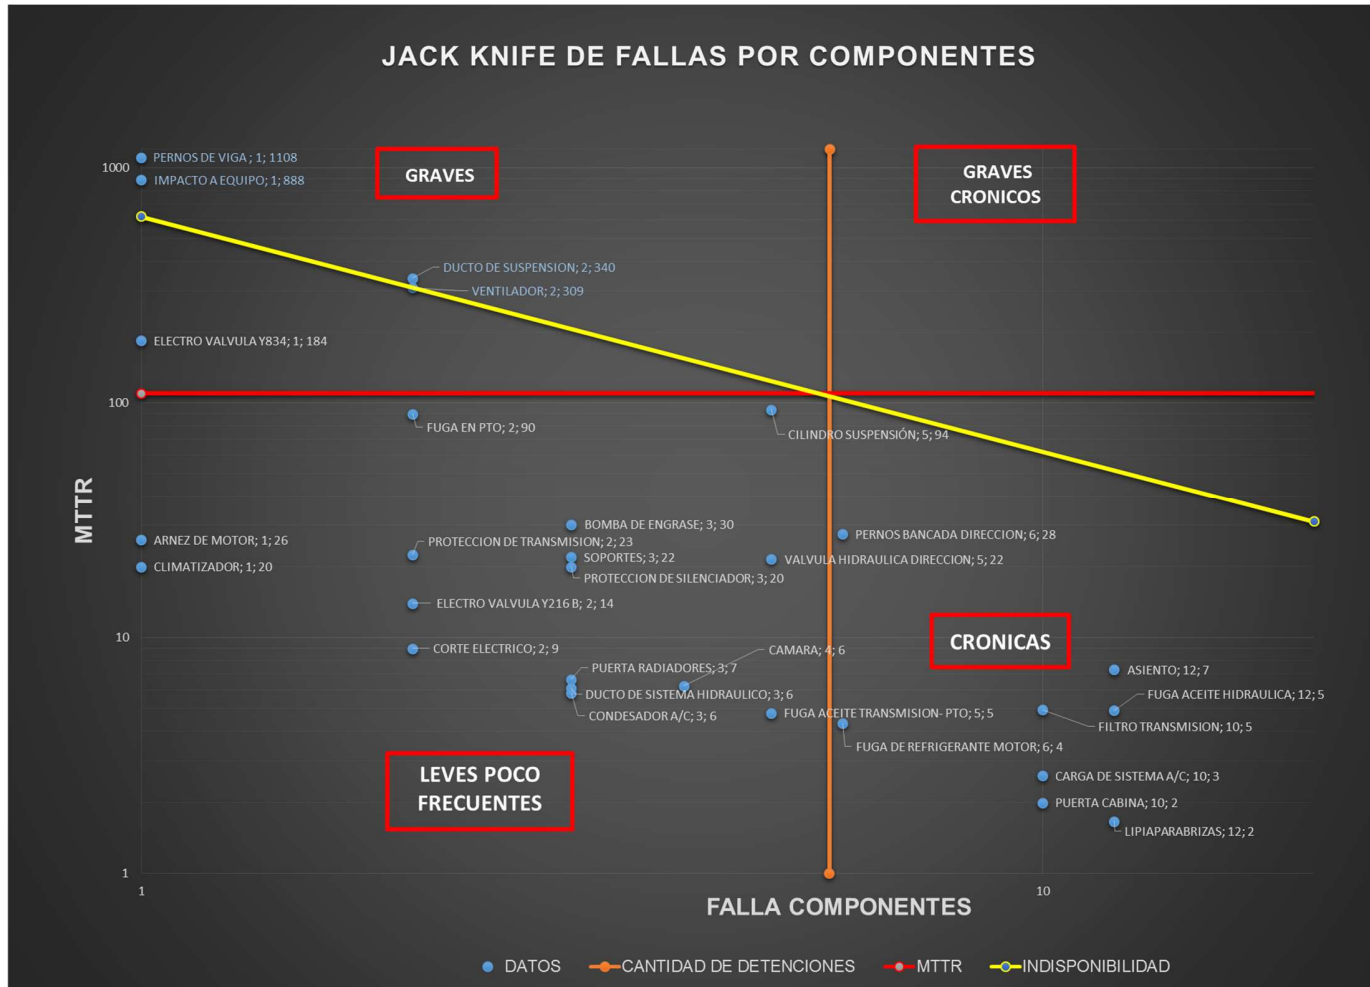 JACK KNIFE DE FALLAS POR COMPONENTES
PERNOS DE VIGA ; 1; 1108
1000
IMPACTO A EQUIPO; 1; 888
GRAVES
GRAVES
CRONICOS
DUCTO DE SUSPENSION; 2; 340
VENTILADOR; 2; 309
ELECTRO VALVULA Y834; 1; 184
100
FUGA EN PTO; 2; 90
CILINDRO SUSPENSIÓN; 5; 94
MTTR
BOMBA DE ENGRASE; 3; 30
PERNOS BANCADA DIRECCION; 6; 28
ARNEZ DE MOTOR; 1; 26
PROTECCION DE TRANSMISION; 2; 23
SOPORTES; 3; 22
VALVULA HIDRAULICA DIRECCION; 5; 22
CLIMATIZADOR; 1; 20
PROTECCION DE SILENCIADOR; 3; 20
ELECTRO VALVULA Y216 B; 2; 14
10
CRONICAS
CORTE ELECTRICO; 2; 9
CAMARA; 4; 6
PUERTA RADIADORES; 3; 7
ASIENTO; 12; 7
DUCTO DE SISTEMA HIDRAULICO; 3; 6
FUGA ACEITE HIDRAULICA; 12; 5
CONDESADOR A/C; 3; 6
FUGA ACEITE TRANSMISION- PTO; 5; 5
FILTRO TRANSMISION; 10; 5
FUGA DE REFRIGERANTE MOTOR; 6; 4
LEVES POCO
FRECUENTES
CARGA DE SISTEMA A/C; 10; 3
PUERTA CABINA; 10; 2
LIPIAPARABRIZAS; 12; 2
1
1
10
FALLA COMPONENTES
DATOS
CANTIDAD DE DETENCIONES
MTTR
INDISPONIBILIDAD